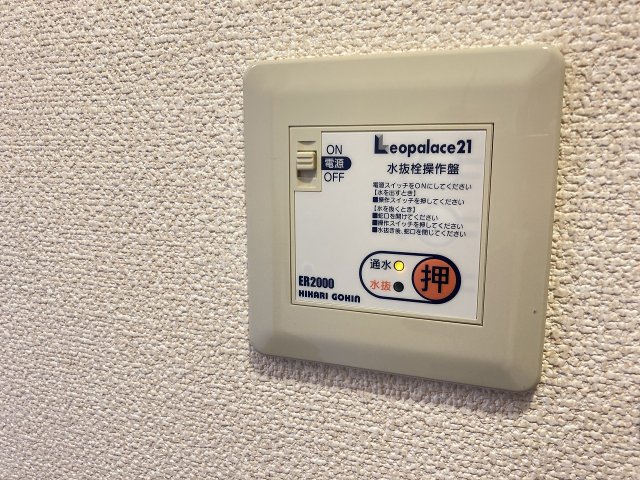 ON
電源
OFF
Leopalace21
水抜栓操作盤
電源スイッチをONにしてください
【水を出すとき】
■操作スイッチを押してください
【水を抜くとき】
■蛇口を開けてください
■操作スイッチを押してください
■水抜き後、蛇口を閉じてください
通水
水抜
押
ER2000
HIHARI GOKIN